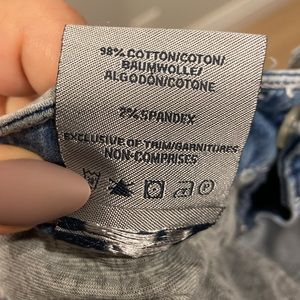 98% COTTON/COTON/
BAUMWOLLE/
ALGODÓN/COTONE
2% SPANDEX
EXCLUSIVE OF TRIM/GARNITURES
NON-COMPRISES